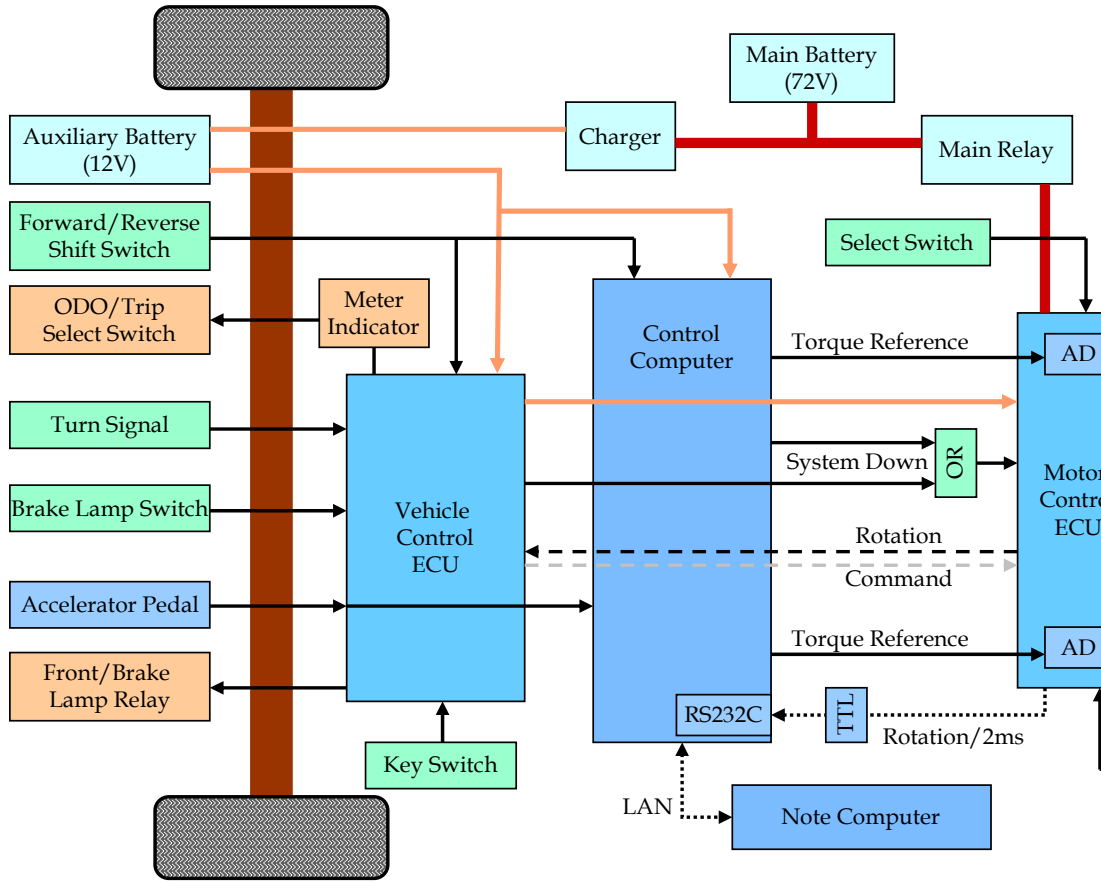 Main Battery
(72V)
Auxiliary Battery
(12V)
Charger
Main Relay
Forward/Reverse
Shift Switch
Select Switch
ODO/Trip
Select Switch
Meter
Indicator
Control
Computer
Torque Reference
AD
Turn Signal
System Down
OR
Brake Lamp Switch
Vehicle
Control
ECU
Motor
Contro
ECU
Rotation
Command
Accelerator Pedal
Torque Reference
AD
Front/Brake
Lamp Relay
RS232C
TTL
Rotation/2ms
Key Switch
LAN
Note Computer